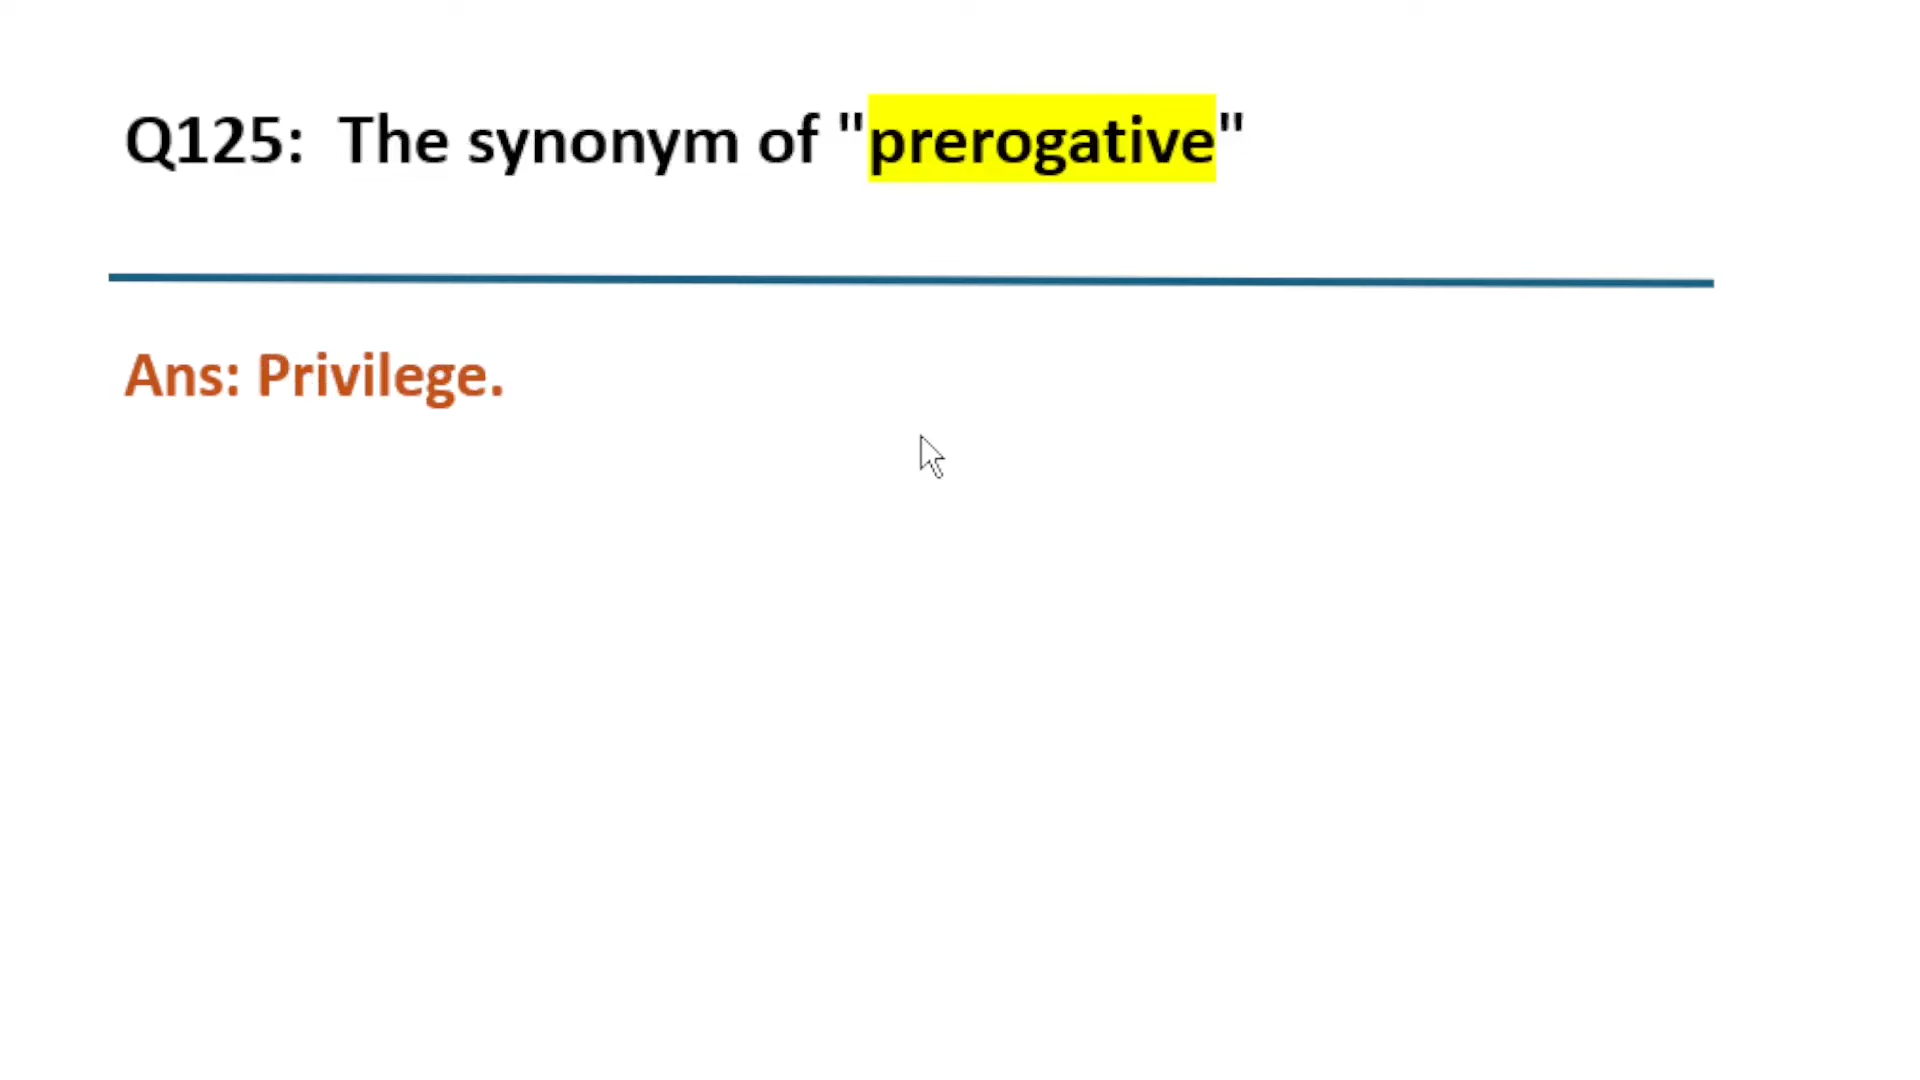 Q125:  The synonym of "prerogative"
Ans: Privilege.